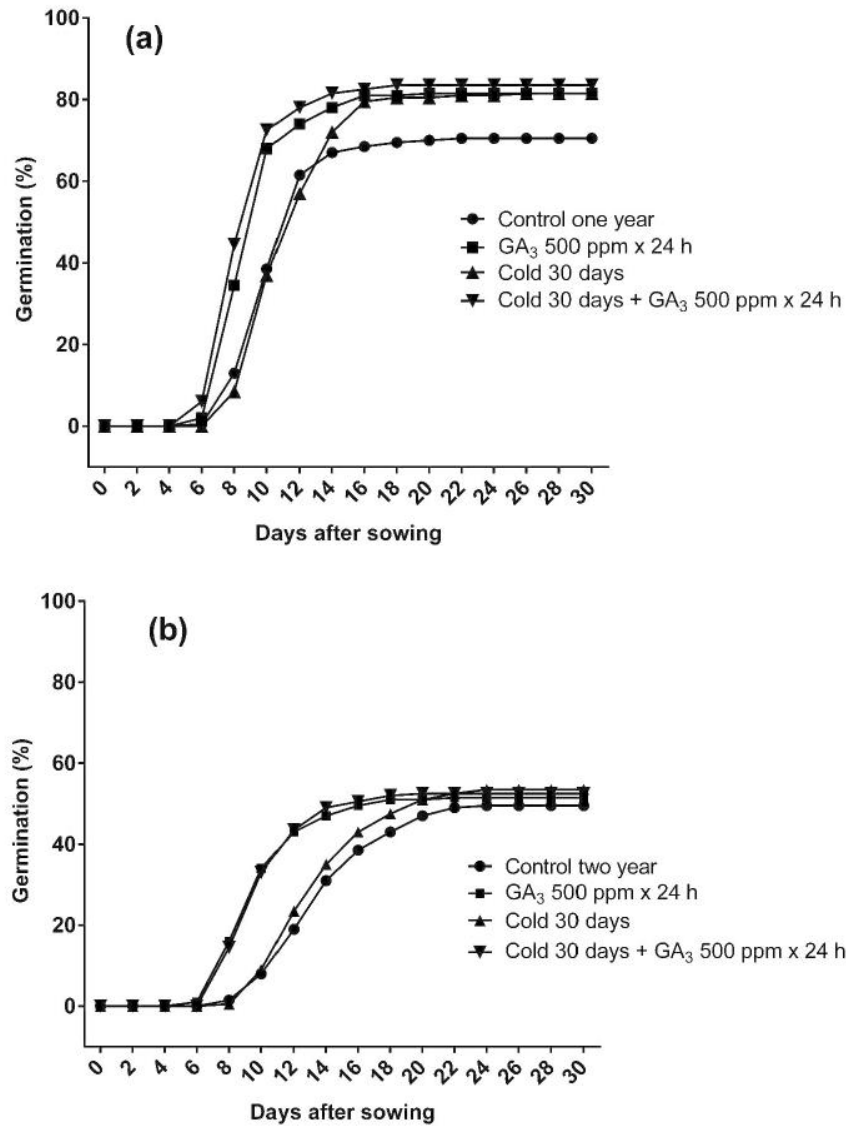 (a)
100
80
60
40
20
0
Germination (%)
Control one year
GA₃ 500 ppm x 24 h
Cold 30 days
Cold 30 days + GA₃ 500 ppm x 24 h
0 2 4 6 8 10 12 14 16 18 20 22 24 26 28 30
Days after sowing
(b)
100
80
60
40
20
0
Germination (%)
Control two year
GA₃ 500 ppm x 24 h
Cold 30 days
Cold 30 days + GA₃ 500 ppm x 24 h
0 2 4 6 8 10 12 14 16 18 20 22 24 26 28 30
Days after sowing